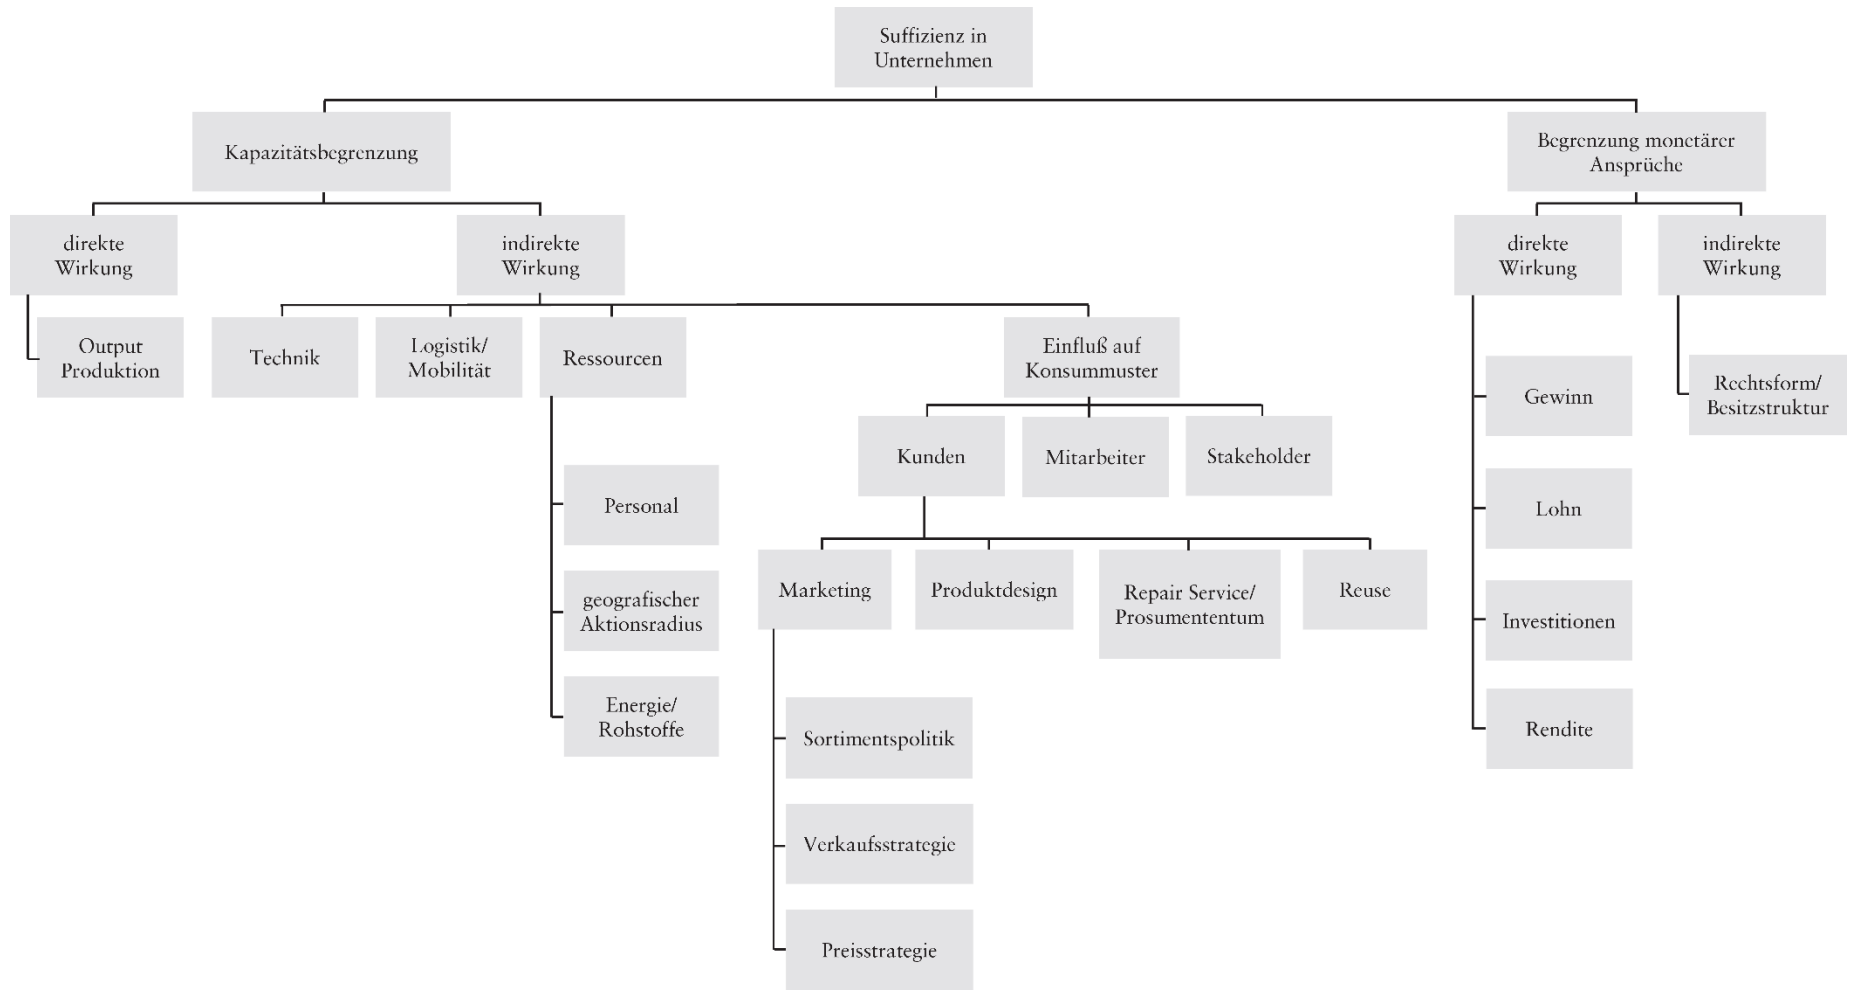 Suffizienz in
Unternehmen
Kapazitätsbegrenzung
Begrenzung monetärer
Ansprüche
direkte
Wirkung
indirekte
Wirkung
direkte
Wirkung
indirekte
Wirkung
Output
Produktion
Technik
Logistik/
Mobilität
Ressourcen
Einfluß auf
Konsummuster
Gewinn
Rechtsform/
Besitzstruktur
Kunden
Mitarbeiter
Stakeholder
Personal
Lohn
geografischer
Aktionsradius
Marketing
Produktdesign
Repair Service/
Prosumententum
Reuse
Investitionen
Energie/
Rohstoffe
Sortimentspolitik
Rendite
Verkaufsstrategie
Preisstrategie